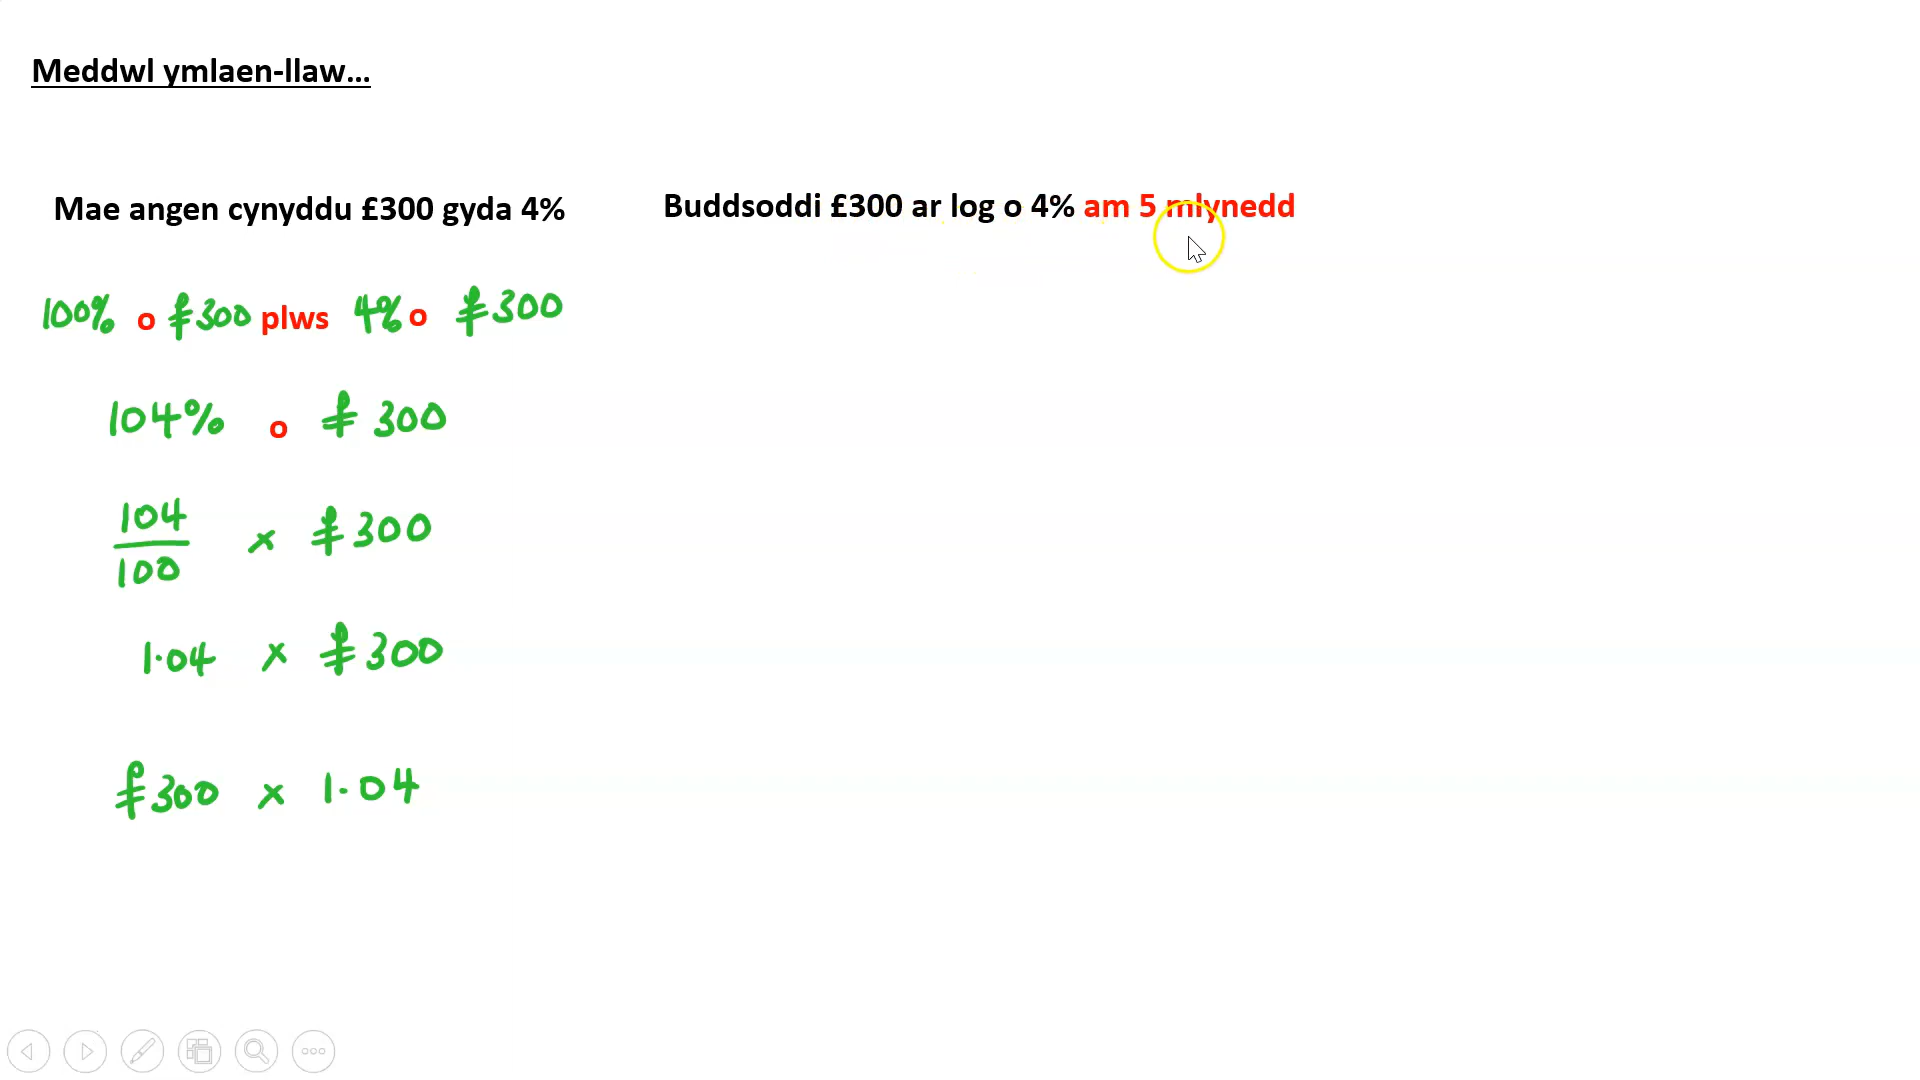 Meddwl ymlaen-llaw...
Mae angen cynyddu £300 gyda 4%
100% o £300 plws 4% o £300
104% o £300
104
100
× £300
1.04 × £300
£300 × 1.04
Buddsoddi £300 ar log o 4% am 5 mlynedd